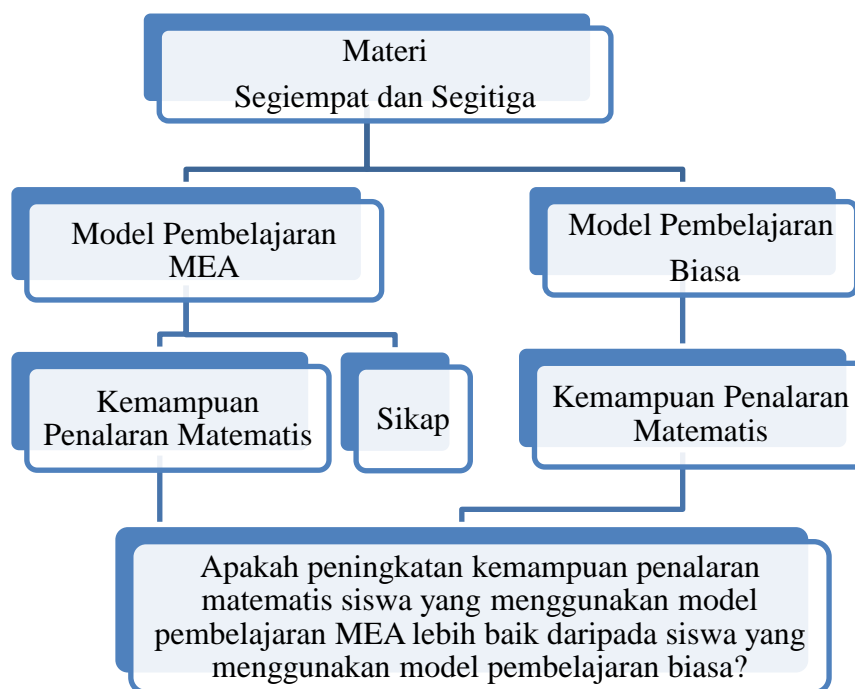 Materi
Segiempat dan Segitiga
Model Pembelajaran
MEA
Model Pembelajaran
Biasa
Kemampuan
Penalaran Matematis
Sikap
Kemampuan Penalaran
Matematis
Apakah peningkatan kemampuan penalaran
matematis siswa yang menggunakan model
pembelajaran MEA lebih baik daripada siswa yang
menggunakan model pembelajaran biasa?